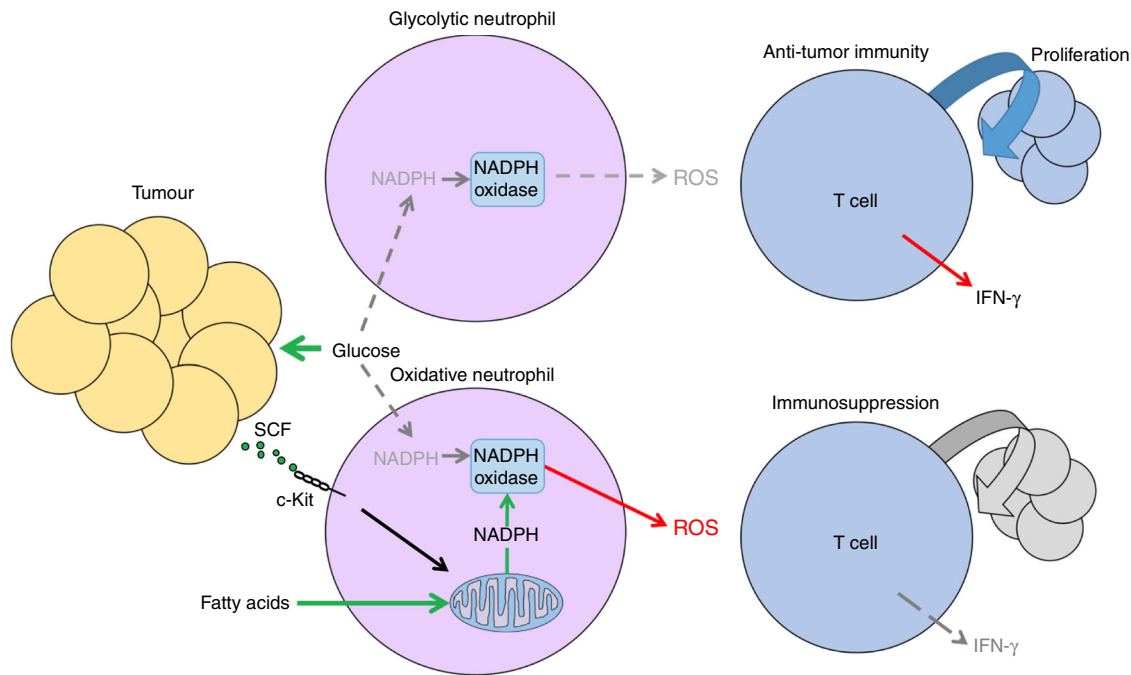 Glycolytic neutrophil
Anti-tumor immunity
Proliferation
NADPH
NADPH
oxidase
ROS
T cell
IFN-γ
Tumour
Glucose
Oxidative neutrophil
SCF
c-Kit
NADPH
NADPH
oxidase
NADPH
ROS
Fatty acids
Immunosuppression
T cell
IFN-γ